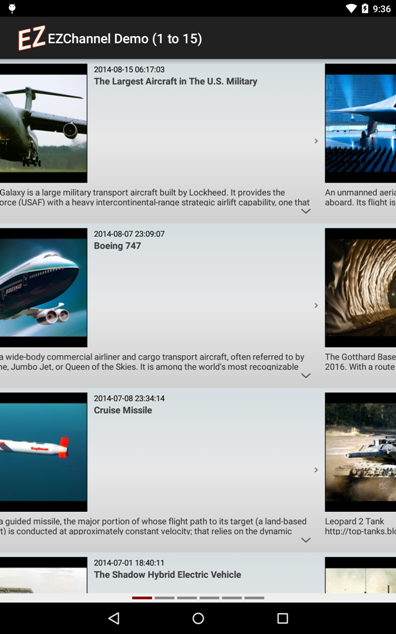 9:36
EZ EZChannel Demo (1 to 15)
2014-08-15 06:17:03
The Largest Aircraft in The U.S. Military
Galaxy is a large military transport aircraft built by Lockheed. It provides the
orce (USAF) with a heavy intercontinental-range strategic airlift capability, one that
An unmanned aeria
aboard. Its flight is
2014-08-07 23:09:07
Boeing 747
BOEING
a wide-body commercial airliner and cargo transport aircraft, often referred to by
ne, Jumbo Jet, or Queen of the Skies. It is among the world's most recognizable
The Gotthard Base
2016. With a route
2014-07-08 23:34:14
Cruise Missile
a guided missile, the major portion of whose flight path to its target (a land-based
t) is conducted at approximately constant velocity; that relies on the dynamic
Leopard 2 Tank
http://top-tanks.blo
2014-07-01 18:40:11
The Shadow Hybrid Electric Vehicle